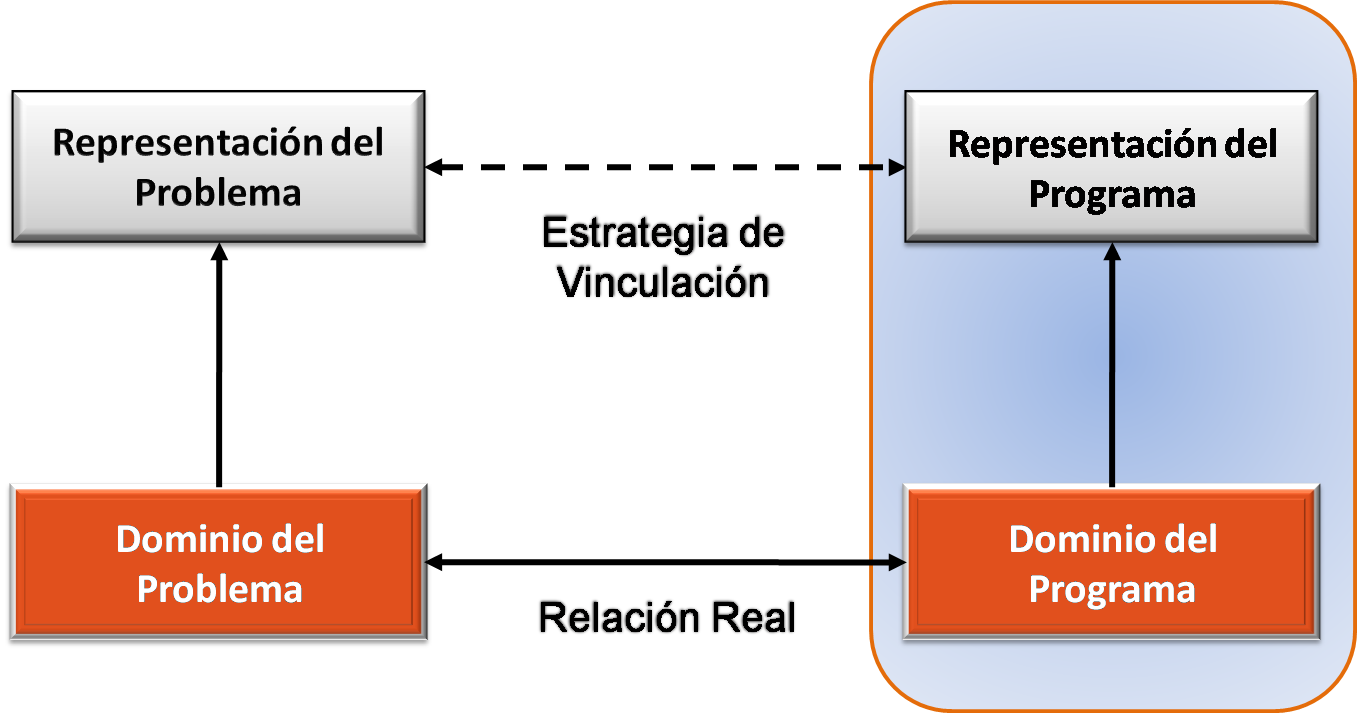 Representación del
Problema
Representación del
Programa
Estrategia de
Vinculación
Dominio del
Problema
Dominio del
Programa
Relación Real